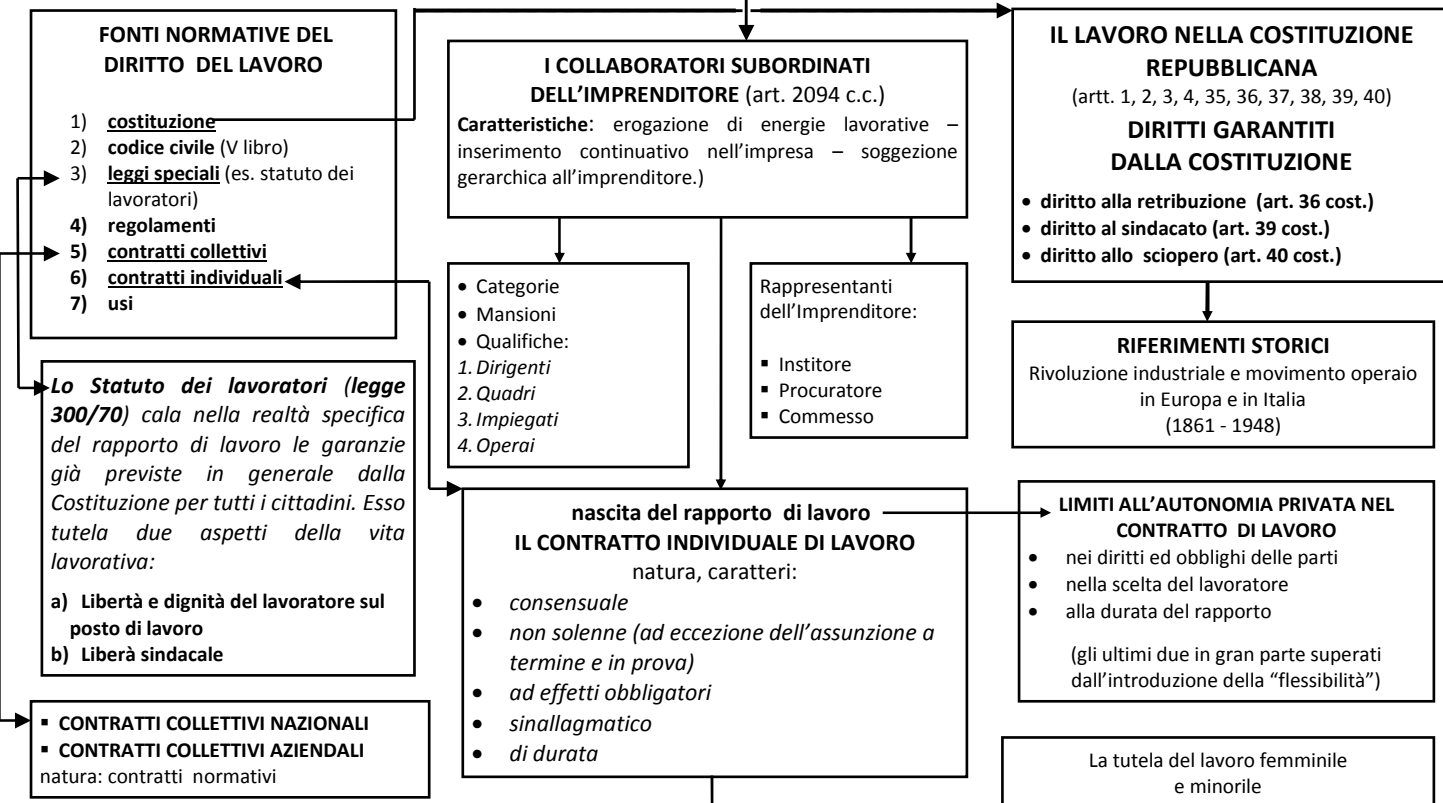 FONTI NORMATIVE DEL
DIRITTO DEL LAVORO
1) costituzione
2) codice civile (V libro)
3) leggi speciali (es. statuto dei
lavoratori)
4) regolamenti
5) contratti collettivi
6) contratti individuali
7) usi
I COLLABORATORI SUBORDINATI
DELL’IMPRENDITORE (art. 2094 c.c.)
Caratteristiche: erogazione di energie lavorative –
inserimento continuativo nell’impresa – soggezione
gerarchica all’imprenditore.)
IL LAVORO NELLA COSTITUZIONE
REPUBBLICANA
(artt. 1, 2, 3, 4, 35, 36, 37, 38, 39, 40)
DIRITTI GARANTITI
DALLA COSTITUZIONE
• diritto alla retribuzione (art. 36 cost.)
• diritto al sindacato (art. 39 cost.)
• diritto allo sciopero (art. 40 cost.)
• Categorie
• Mansioni
• Qualifiche:
1. Dirigenti
2. Quadri
3. Impiegati
4. Operai
Rappresentanti
dell’Imprenditore:
▪ Institore
▪ Procuratore
▪ Commesso
RIFERIMENTI STORICI
Rivoluzione industriale e movimento operaio
in Europa e in Italia
(1861 - 1948)
Lo Statuto dei lavoratori (legge
300/70) cala nella realtà specifica
del rapporto di lavoro le garanzie
già previste in generale dalla
Costituzione per tutti i cittadini. Esso
tutela due aspetti della vita
lavorativa:
a) Libertà e dignità del lavoratore sul
posto di lavoro
b) Liberà sindacale
nascita del rapporto di lavoro
IL CONTRATTO INDIVIDUALE DI LAVORO
natura, caratteri:
• consensuale
• non solenne (ad eccezione dell’assunzione a
termine e in prova)
• ad effetti obbligatori
• sinallagmatico
• di durata
LIMITI ALL’AUTONOMIA PRIVATA NEL
CONTRATTO DI LAVORO
• nei diritti ed obblighi delle parti
• nella scelta del lavoratore
• alla durata del rapporto
(gli ultimi due in gran parte superati
dall’introduzione della “flessibilità”)
▪ CONTRATTI COLLETTIVI NAZIONALI
▪ CONTRATTI COLLETTIVI AZIENDALI
natura: contratti normativi
La tutela del lavoro femminile
e minorile